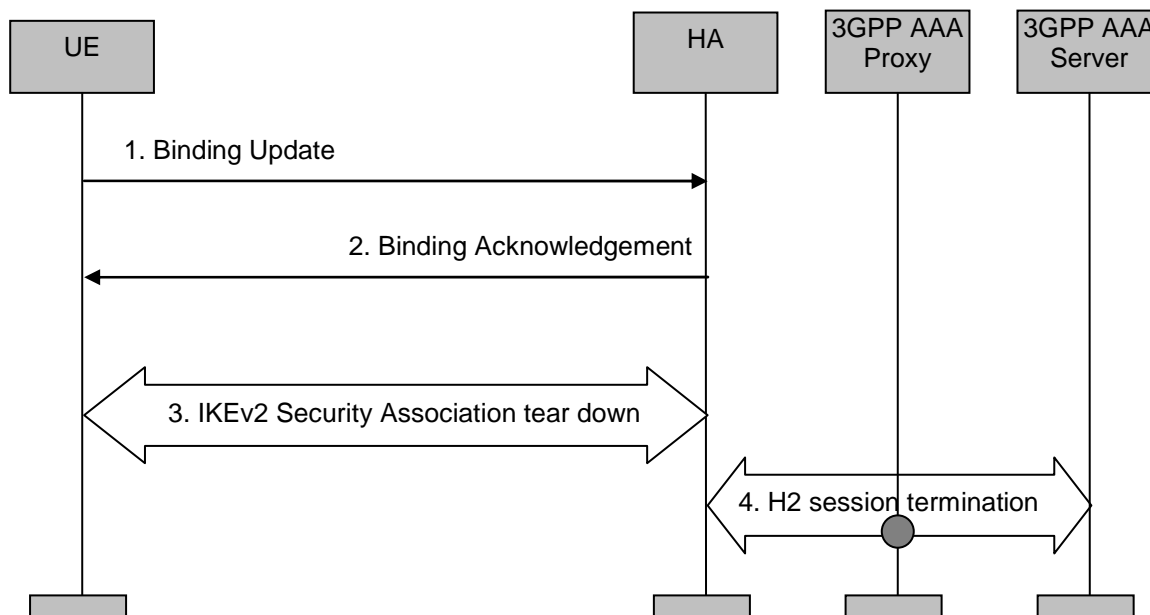 UE
HA
3GPP AAA
Proxy
3GPP AAA
Server
1. Binding Update
2. Binding Acknowledgement
3. IKEv2 Security Association tear down
4. H2 session termination